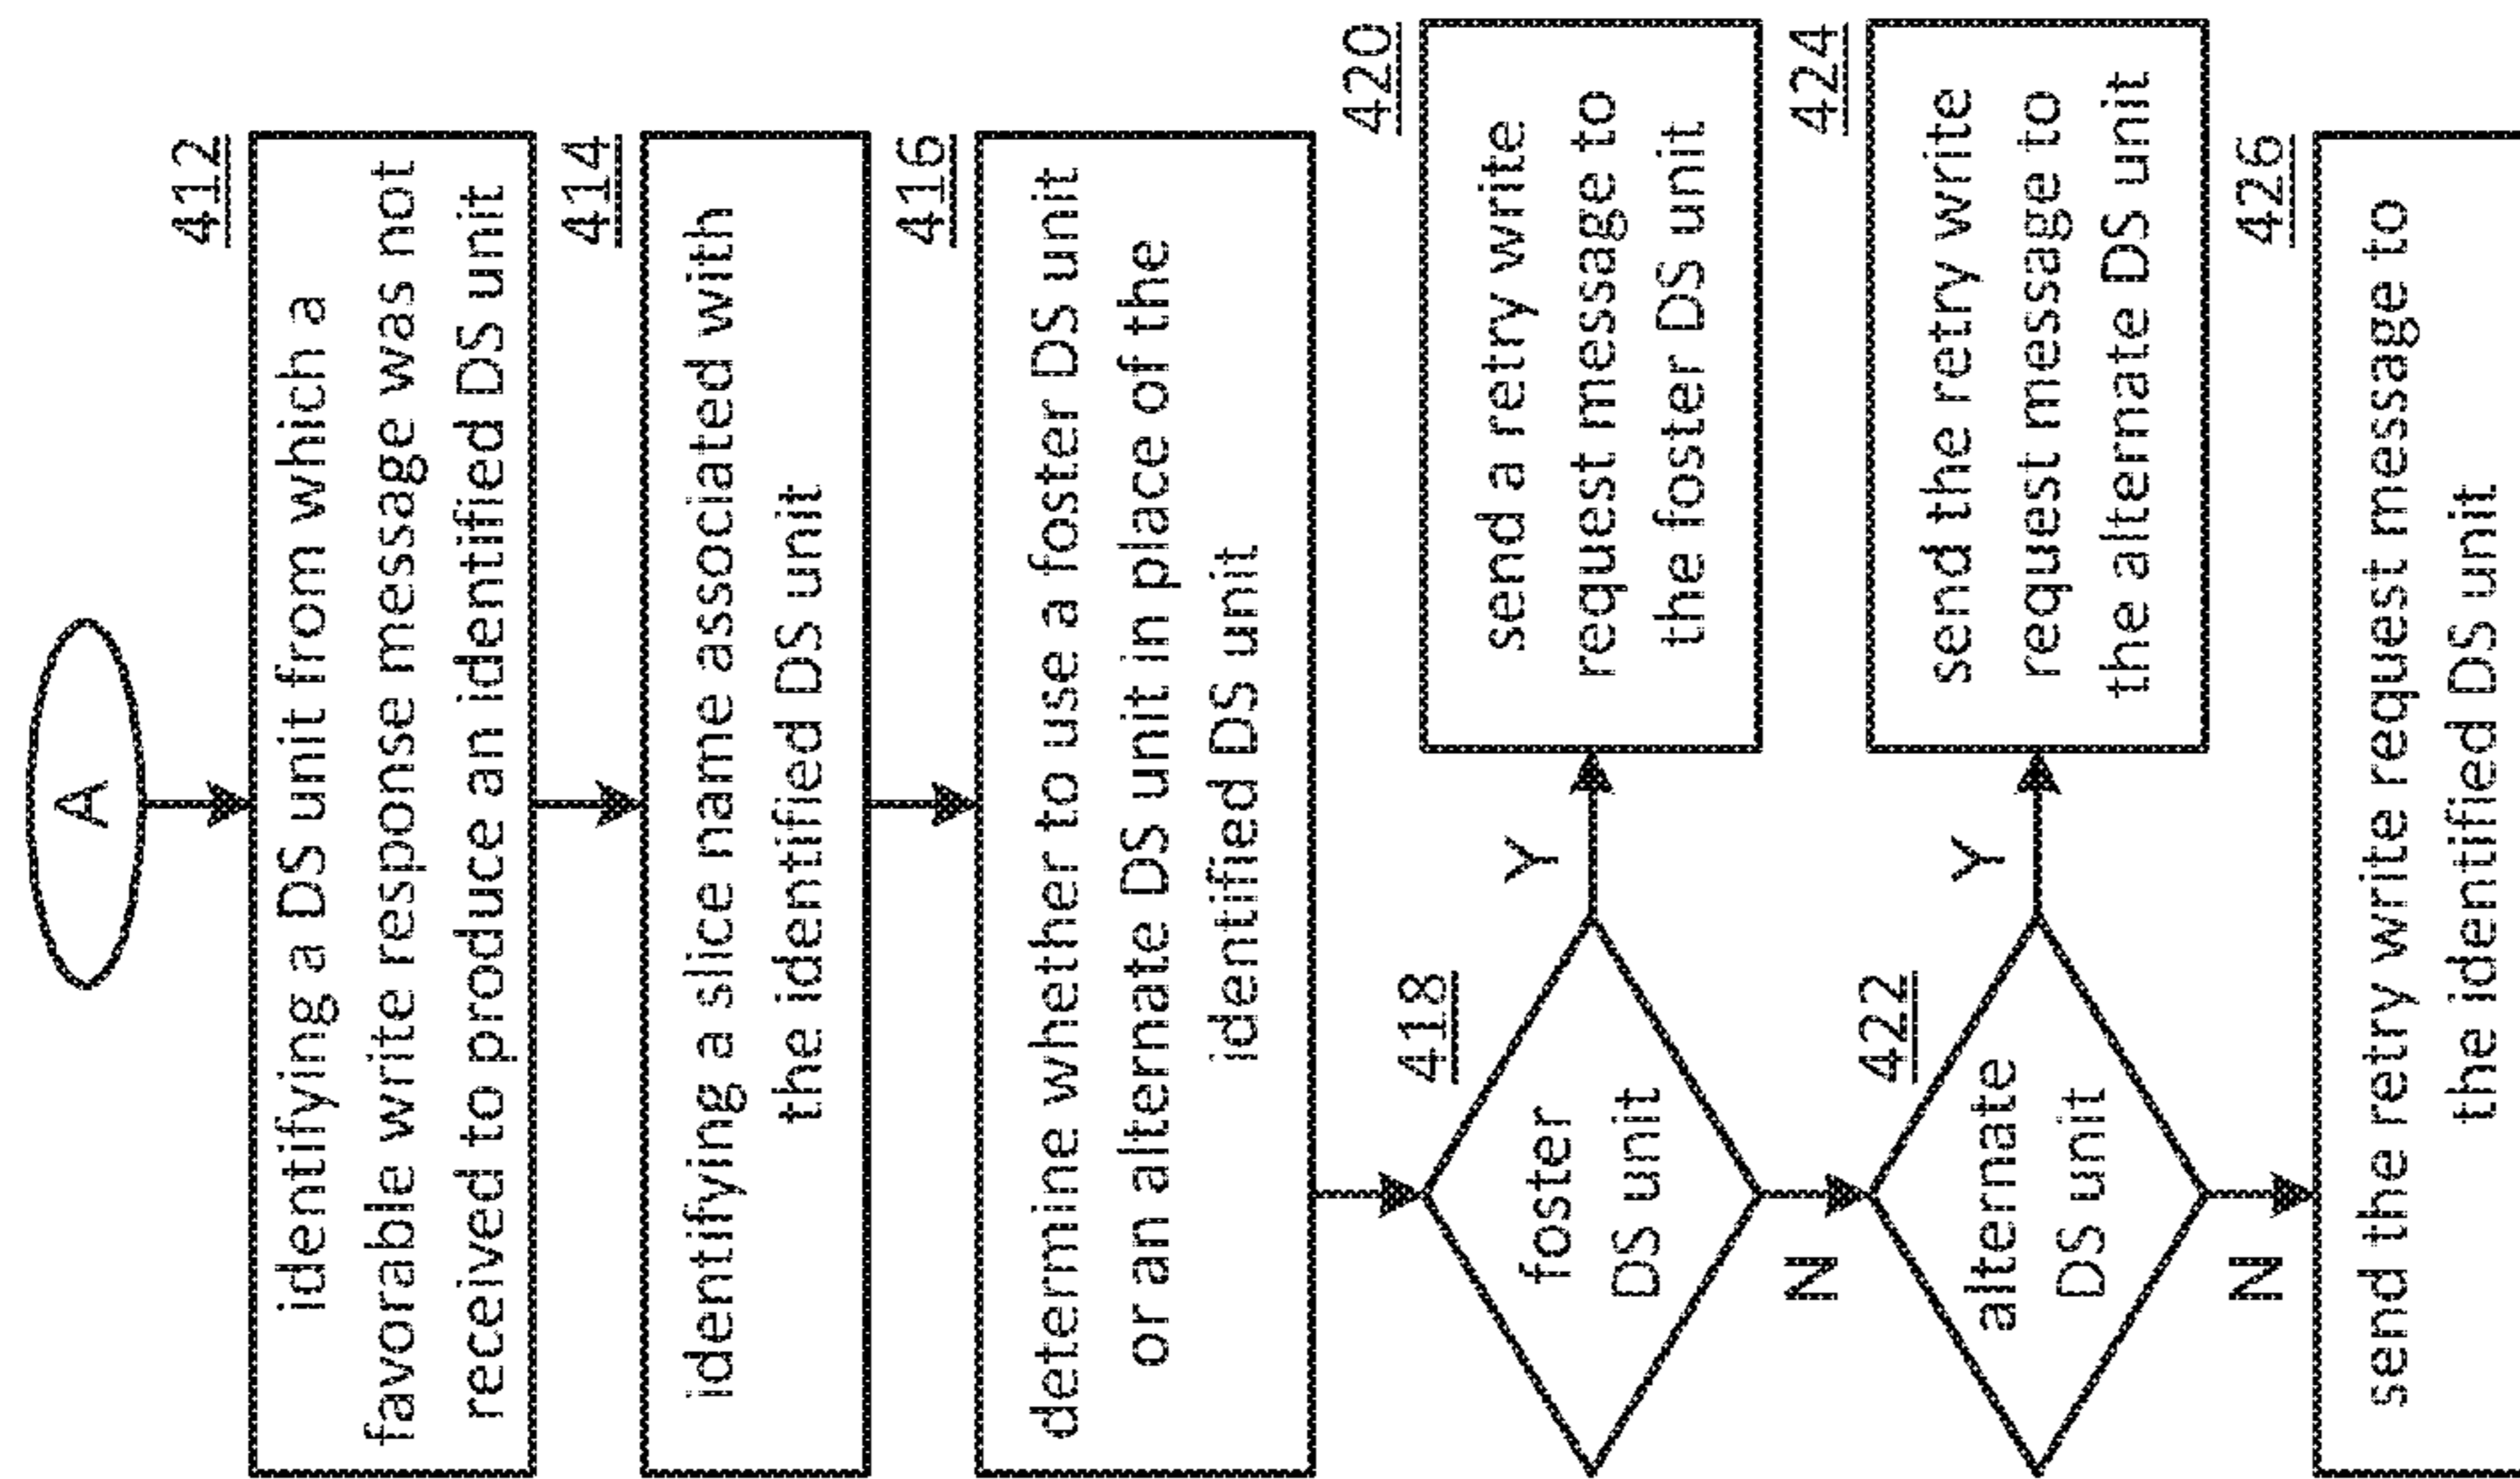 A
412
identifying a DS unit from which a
favorable write response message was not
received to produce an identified DS unit
414
identifying a slice name associated with
the identified DS unit
416
determine whether to use a foster DS unit
or an alternate DS unit in place of the
identified DS unit
418
foster
DS unit
Y
420
send a retry write
request message to
the foster DS unit
N
422
alternate
DS unit
Y
424
send the retry write
request message to
the alternate DS unit
N
426
send the retry write request message to
the identified DS unit